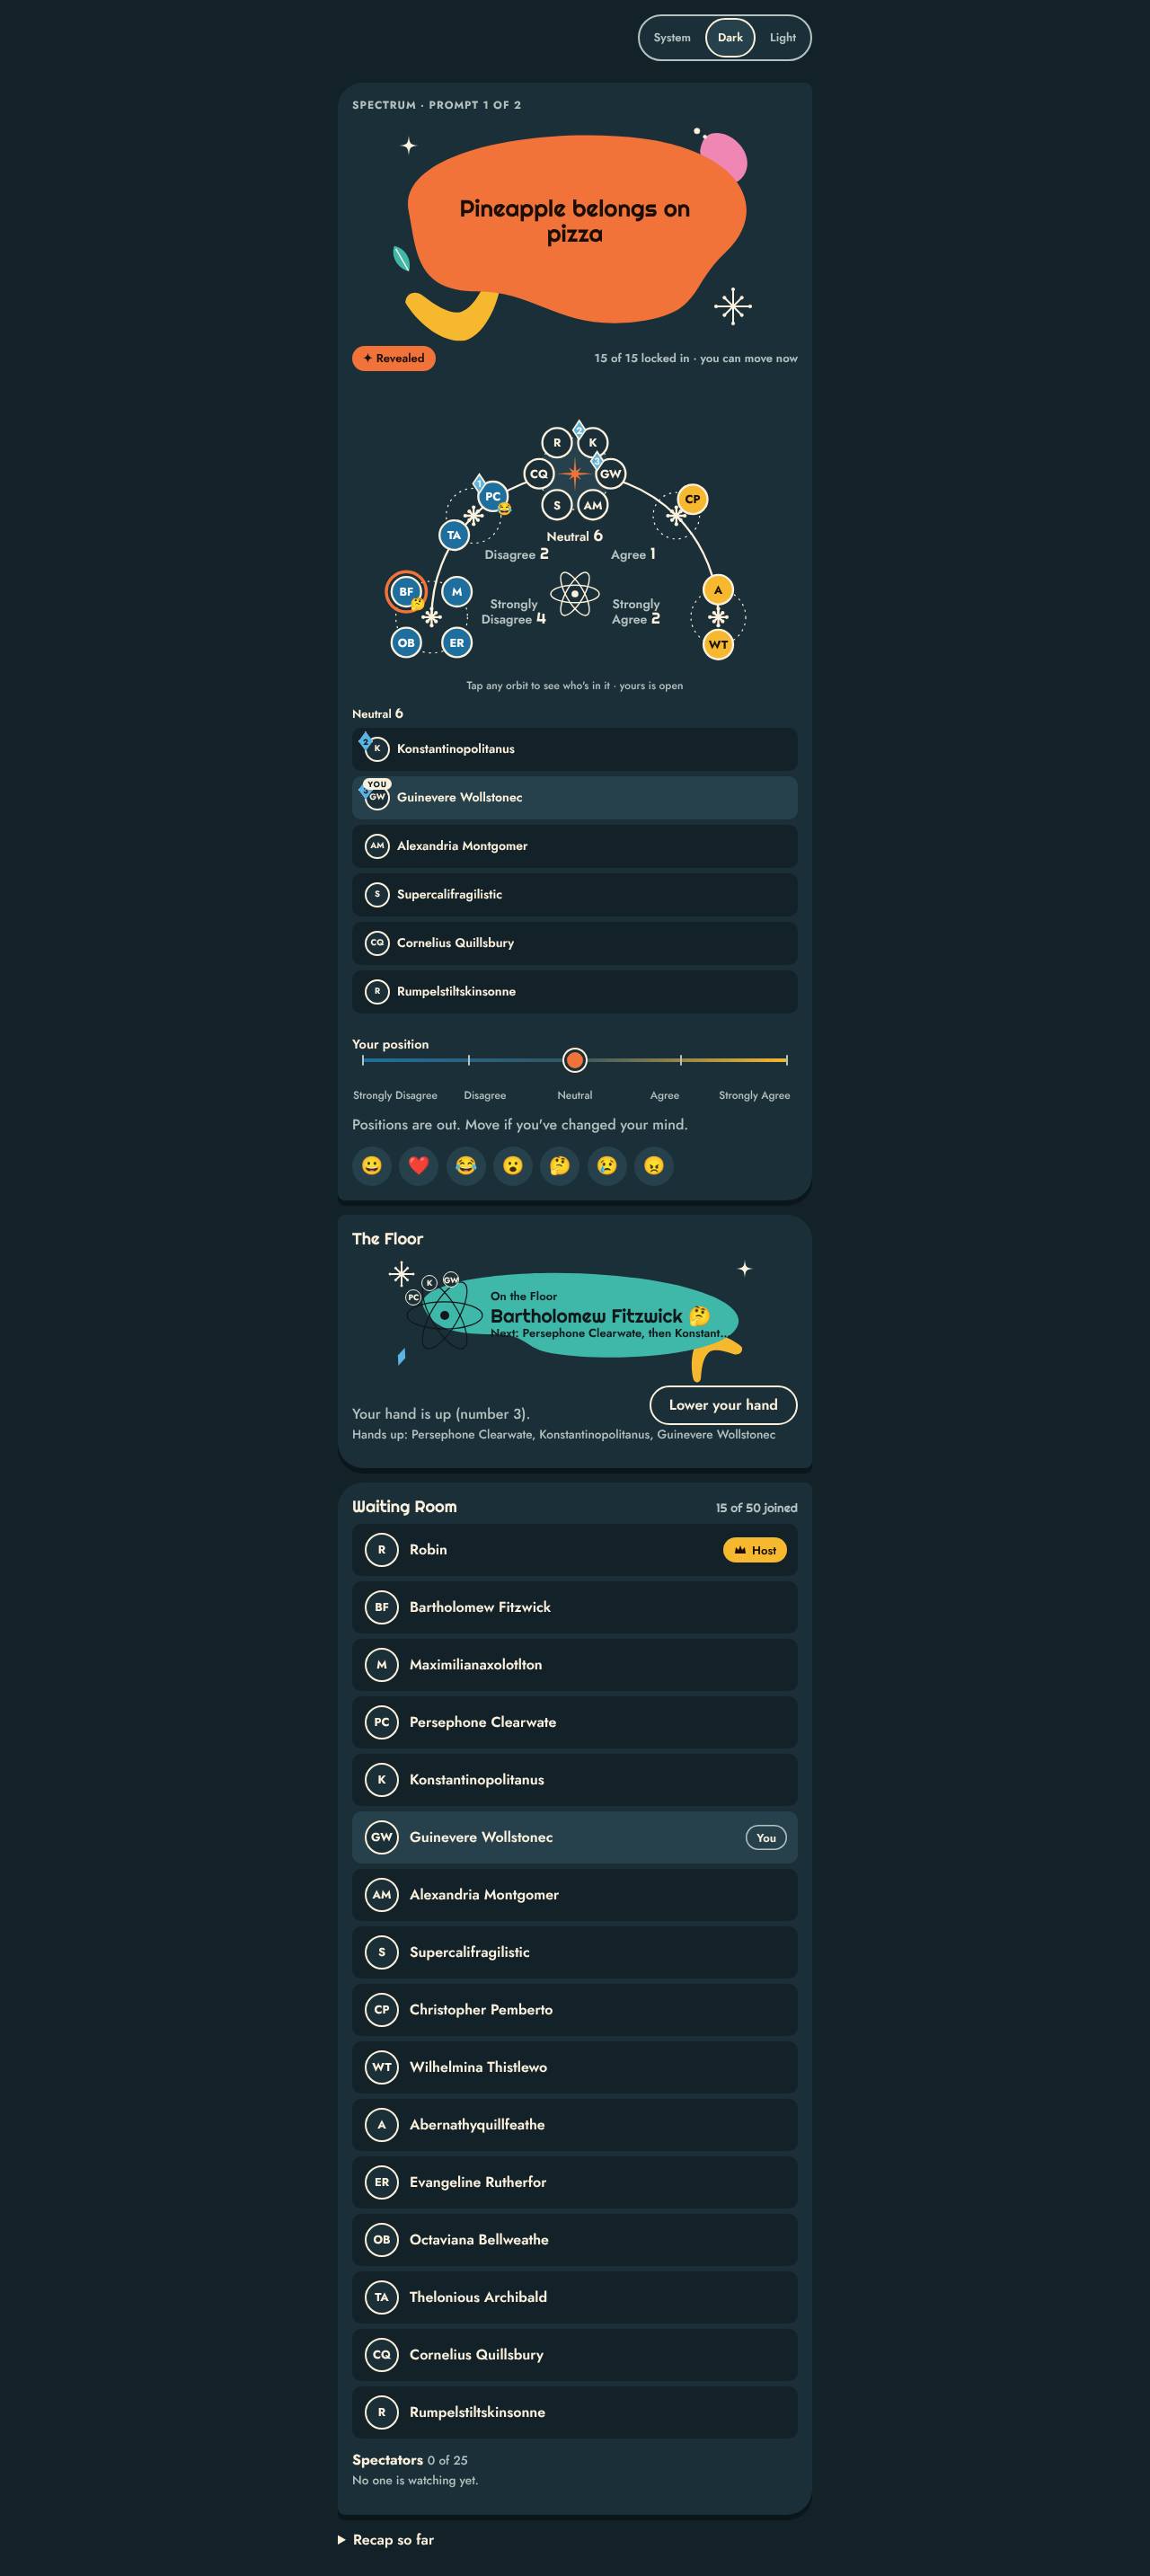 System Dark Light
SPECTRUM · PROMPT 1 OF 2
Pineapple belongs on
pizza
✦ Revealed
15 of 15 locked in · you can move now
R 2 K
CQ 3 GW
S AM
1 PC
TA
CP
Neutral 6
Disagree 2
Agree 1
BF M
OB ER
Strongly
Disagree 4
Strongly
Agree 2
A
WT
Tap any orbit to see who's in it · yours is open
Neutral 6
2 K Konstantinopolitanus
YOU
GW Guinevere Wollstonec
AM Alexandria Montgomer
S Supercalifragilistic
CQ Cornelius Quillsbury
R Rumpelstiltskinsonne
Your position
Strongly Disagree Disagree Neutral Agree Strongly Agree
Positions are out. Move if you've changed your mind.
😀 ❤️ 😂 😮 🤔 😢 😠
The Floor
PC K GW
On the Floor
Bartholomew Fitzwick 🤔
Next: Persephone Clearwate, then Konstant...
Your hand is up (number 3).
Lower your hand
Hands up: Persephone Clearwate, Konstantinopolitanus, Guinevere Wollstonec
Waiting Room
15 of 50 joined
R Robin Host
BF Bartholomew Fitzwick
M Maximilianaxolotlton
PC Persephone Clearwate
K Konstantinopolitanus
GW Guinevere Wollstonec You
AM Alexandria Montgomer
S Supercalifragilistic
CP Christopher Pemberto
WT Wilhelmina Thistlewo
A Abernathyquillfeathe
ER Evangeline Rutherfor
OB Octaviana Bellweathe
TA Thelonious Archibald
CQ Cornelius Quillsbury
R Rumpelstiltskinsonne
Spectators 0 of 25
No one is watching yet.
▶ Recap so far